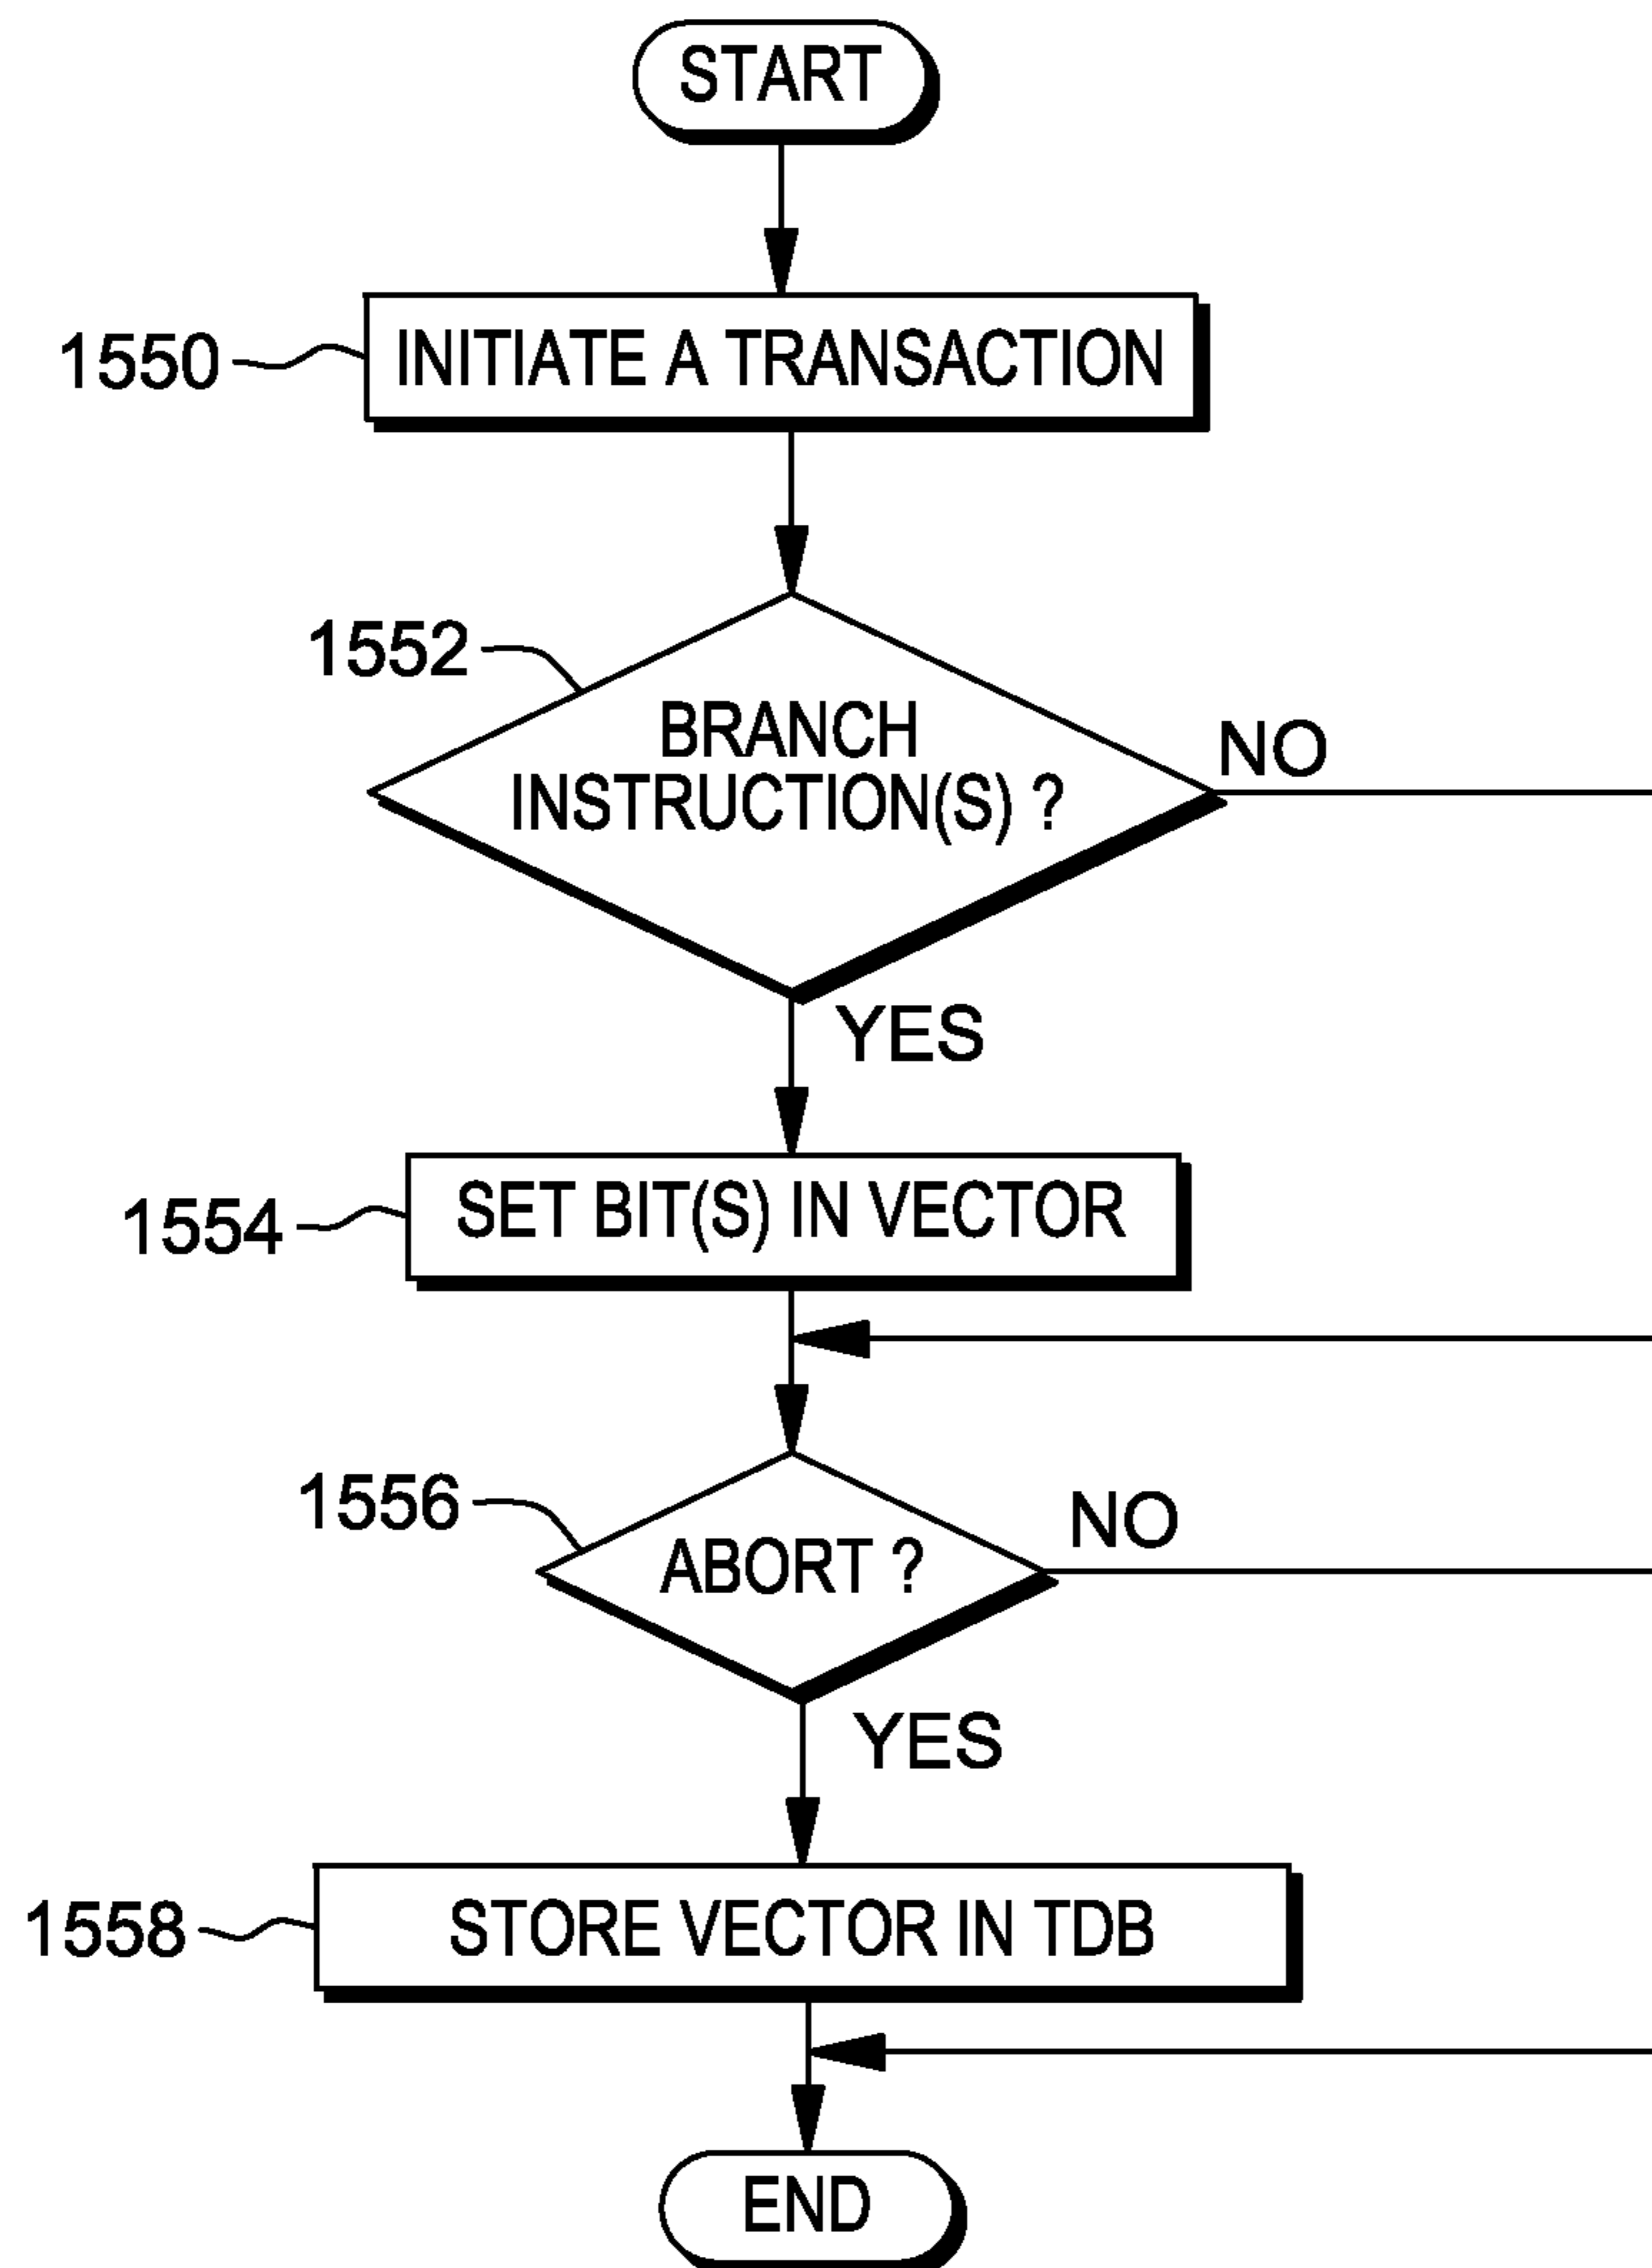 START
1550
INITIATE A TRANSACTION
1552
BRANCH
INSTRUCTION(S) ?
NO
YES
1554
SET BIT(S) IN VECTOR
1556
ABORT ?
NO
YES
1558
STORE VECTOR IN TDB
END